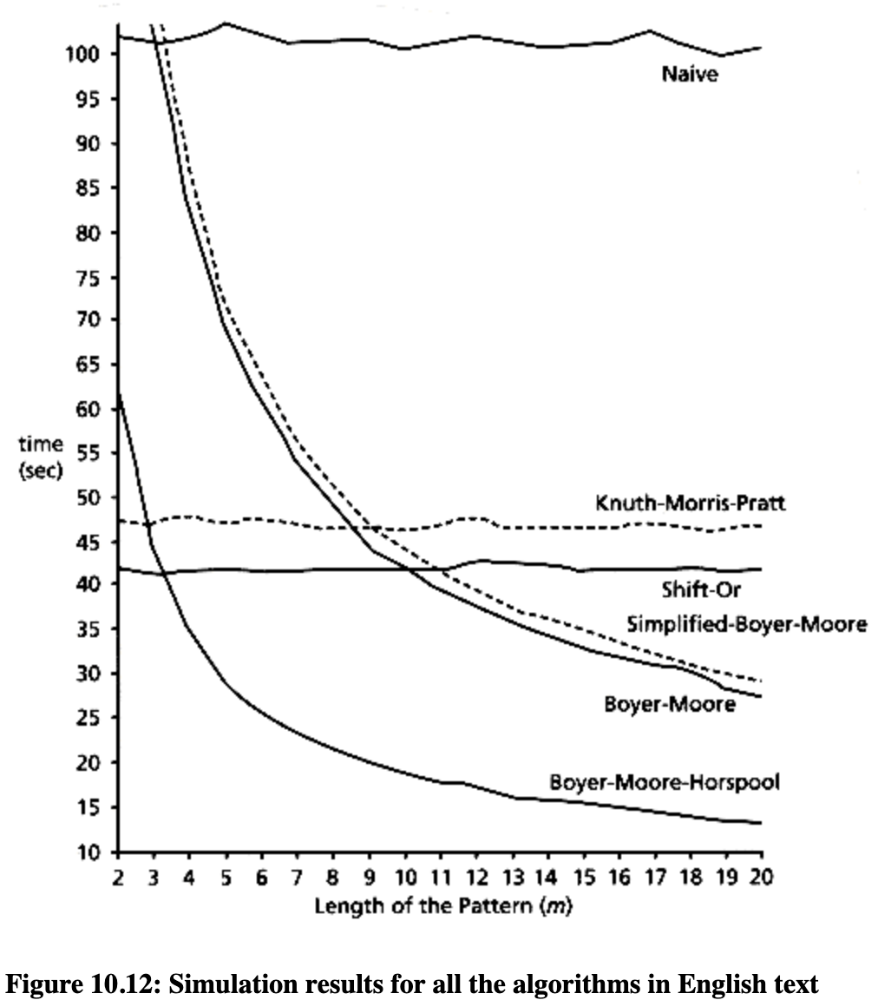 100
Naive
95
90
85
80
75
70
65
60
time
(sec)
55
50
Knuth-Morris-Pratt
45
40
Shift-Or
35
Simplified-Boyer-Moore
30
Boyer-Moore
25
20
Boyer-Moore-Horspool
15
10
2 3 4 5 6 7 8 9 10 11 12 13 14 15 16 17 18 19 20
Length of the Pattern (m)
Figure 10.12: Simulation results for all the algorithms in English text